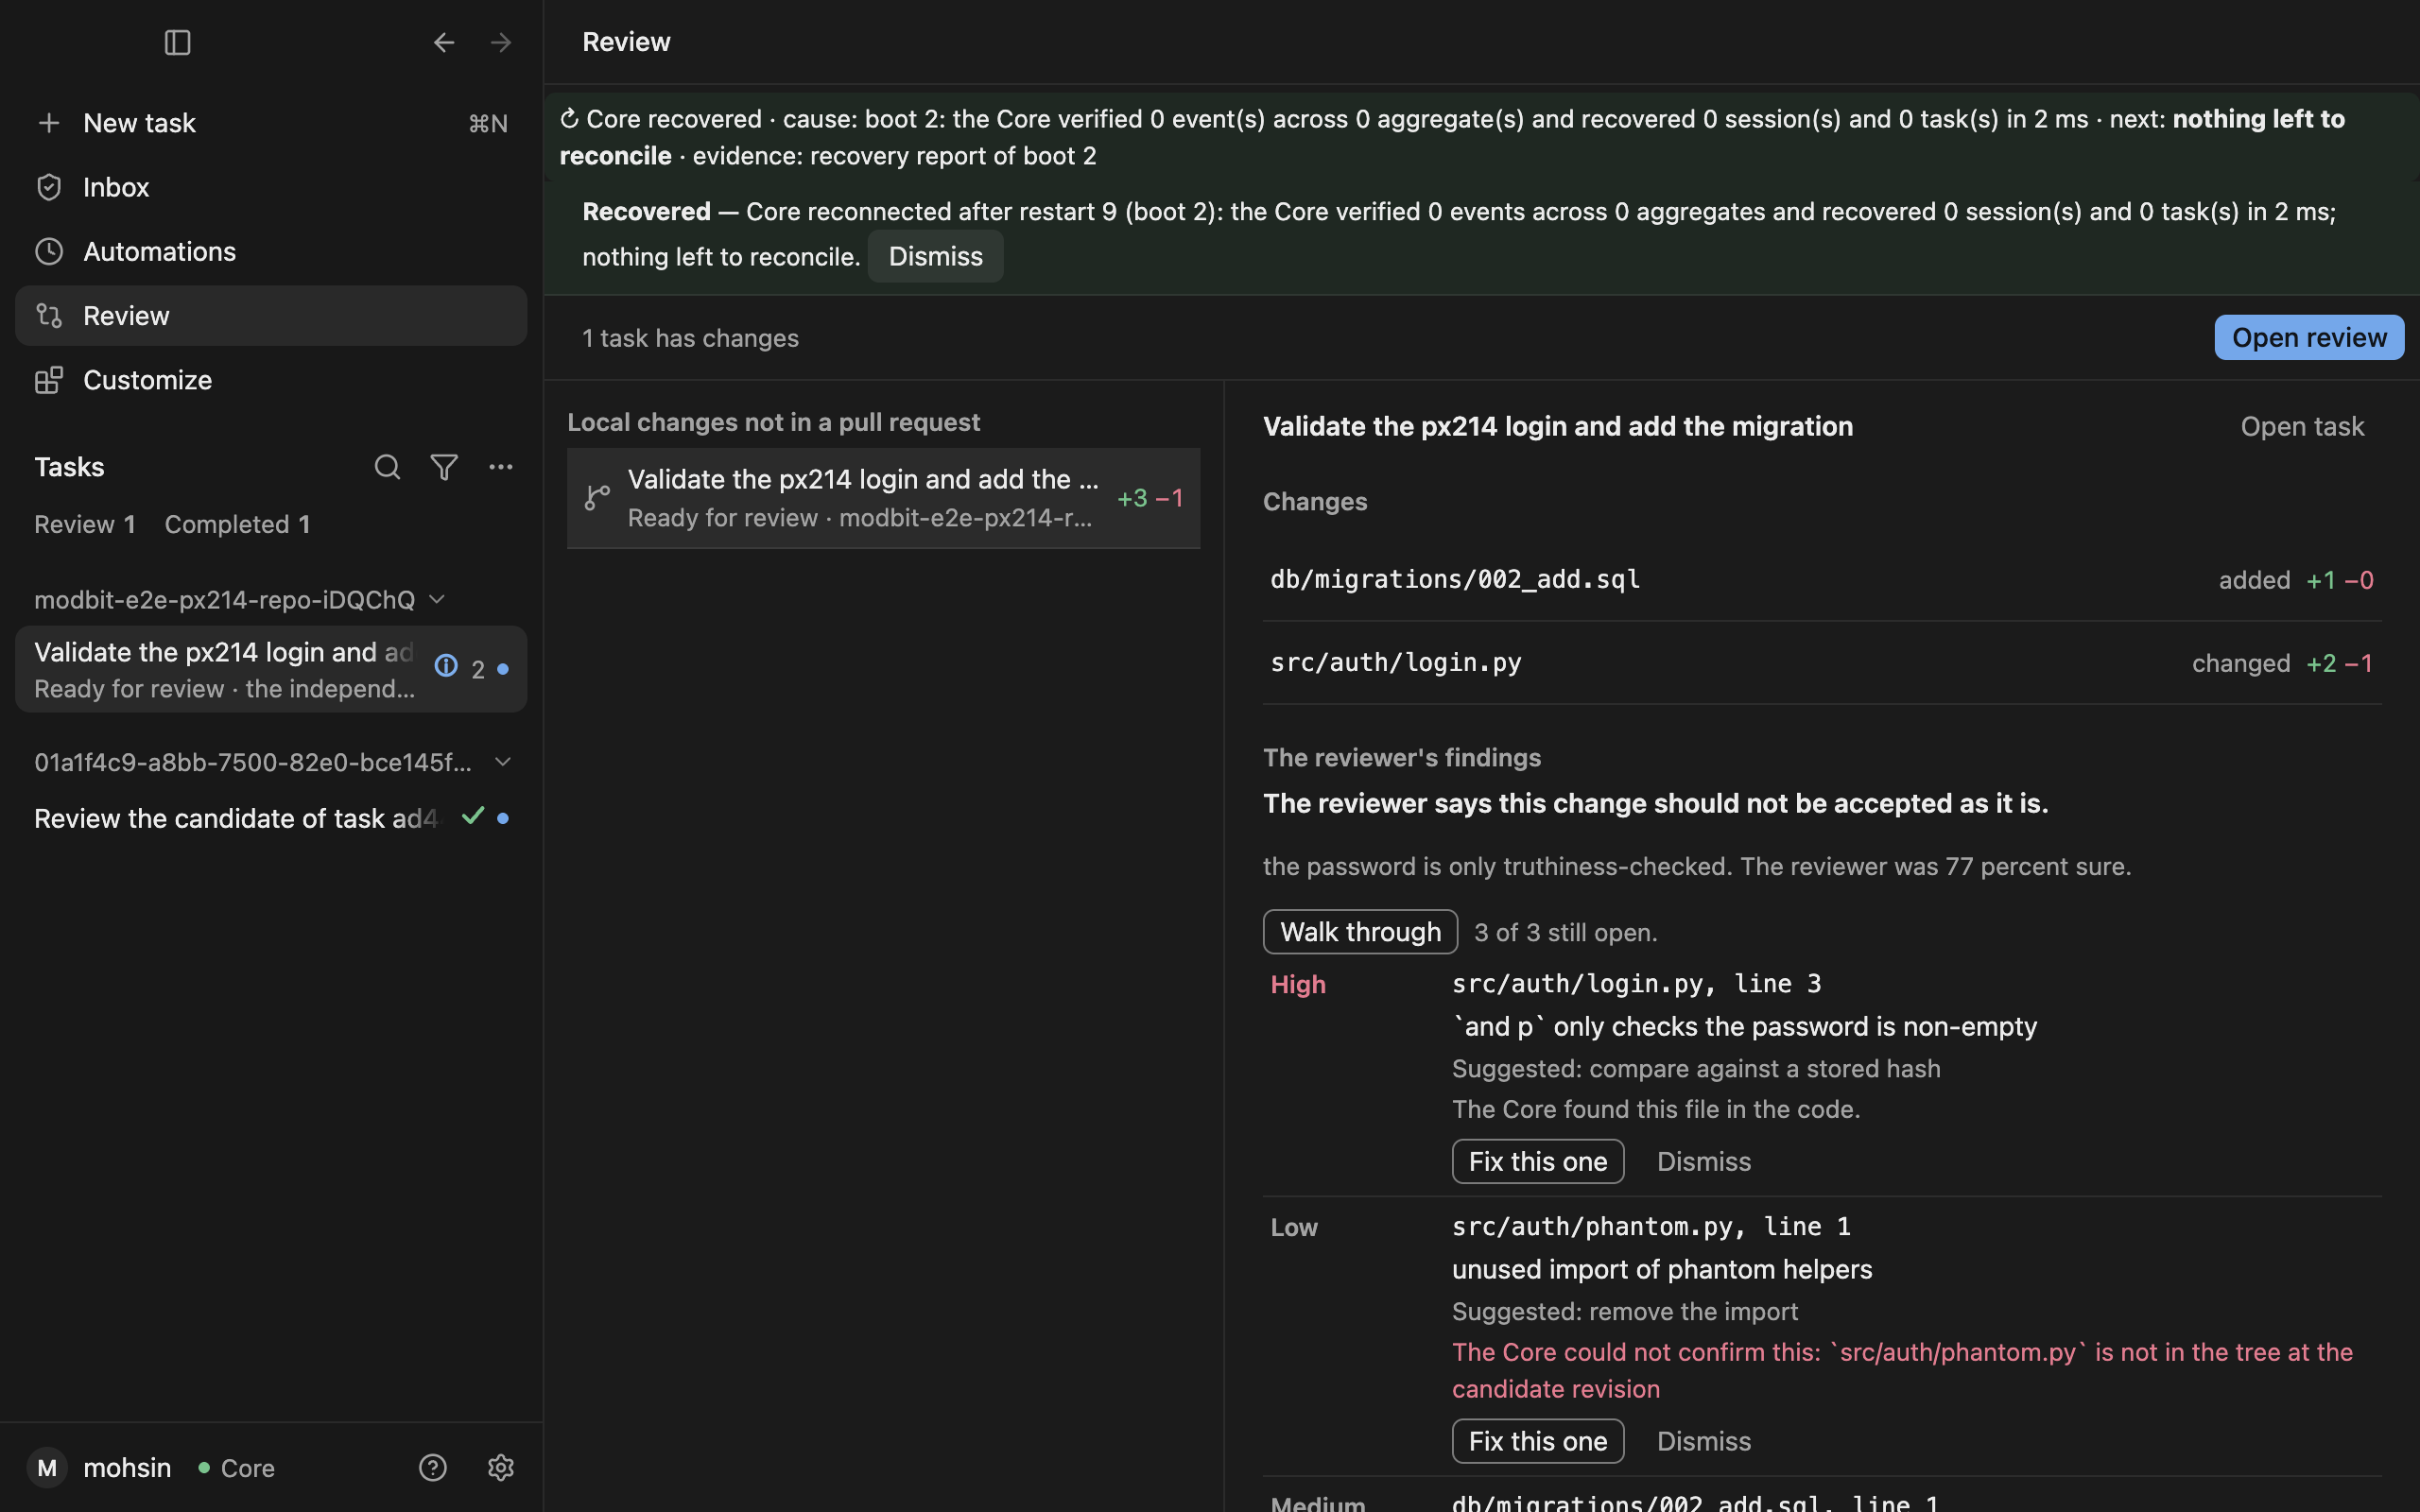 Review
New task ⌘N
Inbox
Automations
Review
Customize
Tasks
Review 1 Completed 1
modbit-e2e-px214-repo-iDQChQ
Validate the px214 login and ad
2
Ready for review · the independ...
01a1f4c9-a8bb-7500-82e0-bce145f...
Review the candidate of task ad4
M mohsin Core
Core recovered · cause: boot 2: the Core verified 0 event(s) across 0 aggregate(s) and recovered 0 session(s) and 0 task(s) in 2 ms · next: nothing left to
reconcile · evidence: recovery report of boot 2
Recovered — Core reconnected after restart 9 (boot 2): the Core verified 0 events across 0 aggregates and recovered 0 session(s) and 0 task(s) in 2 ms;
nothing left to reconcile. Dismiss
1 task has changes Open review
Local changes not in a pull request
Validate the px214 login and add the ...
+3 −1
Ready for review · modbit-e2e-px214-r...
Validate the px214 login and add the migration Open task
Changes
db/migrations/002_add.sql added +1 −0
src/auth/login.py changed +2 −1
The reviewer's findings
The reviewer says this change should not be accepted as it is.
the password is only truthiness-checked. The reviewer was 77 percent sure.
Walk through 3 of 3 still open.
High src/auth/login.py, line 3
`and p` only checks the password is non-empty
Suggested: compare against a stored hash
The Core found this file in the code.
Fix this one Dismiss
Low src/auth/phantom.py, line 1
unused import of phantom helpers
Suggested: remove the import
The Core could not confirm this: `src/auth/phantom.py` is not in the tree at the
candidate revision
Fix this one Dismiss
Medium db/migrations/002_add.sql, line 1